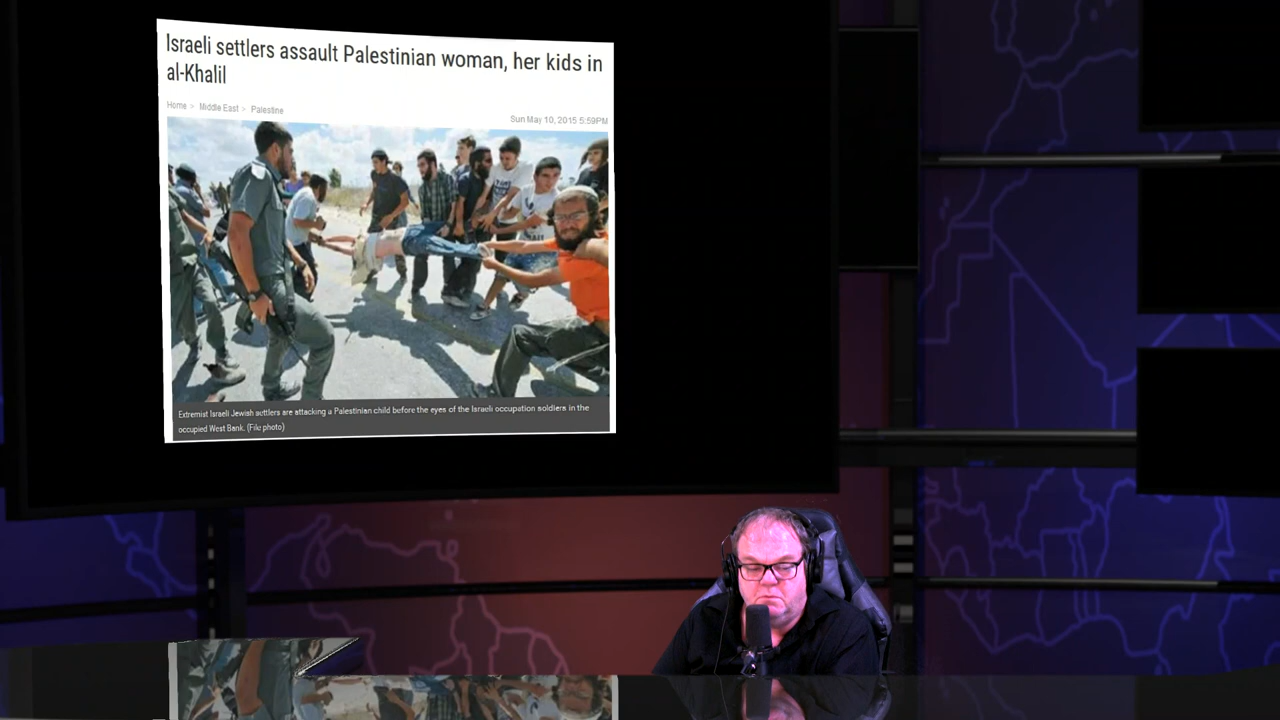 Israeli settlers assault Palestinian woman, her kids in
al-Khalil
Home > Middle East > Palestine
Sun May 10, 2015 5:59PM
Extremist Israeli Jewish settlers are attacking a Palestinian child before the eyes of the Israeli occupation soldiers in the
occupied West Bank. (File photo)